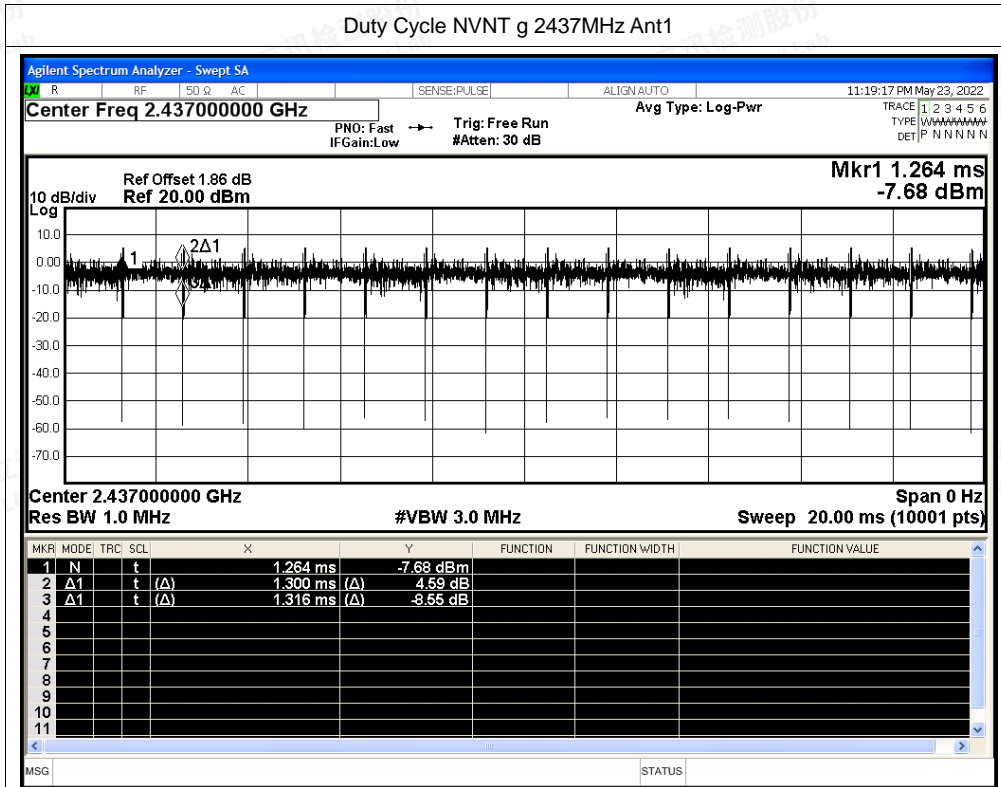 Duty Cycle NVNT g 2437MHz Ant1
Agilent Spectrum Analyzer - Swept SA
LXI R RF 50 Ω AC SENSE:PULSE ALIGN AUTO 11:19:17 PM May 23, 2022
Center Freq 2.437000000 GHz Avg Type: Log-Pwr TRACE 1 2 3 4 5 6
PNO: Fast Trig: Free Run TYPE WWWWWW
IFGain:Low #Atten: 30 dB DET P N N N N N
Mkr1 1.264 ms
Ref Offset 1.86 dB -7.68 dBm
10 dB/div Ref 20.00 dBm
Log
10.0
2Δ1
0.00 1
-10.0
-20.0
-30.0
-40.0
-50.0
-60.0
-70.0
Center 2.437000000 GHz Span 0 Hz
Res BW 1.0 MHz #VBW 3.0 MHz Sweep 20.00 ms (10001 pts)
MKR MODE TRC SCL X Y FUNCTION FUNCTION WIDTH FUNCTION VALUE
1 N t 1.264 ms -7.68 dBm
2 Δ1 t (Δ) 1.300 ms (Δ) 4.59 dB
3 Δ1 t (Δ) 1.316 ms (Δ) -8.55 dB
4
5
6
7
8
9
10
11
MSG STATUS